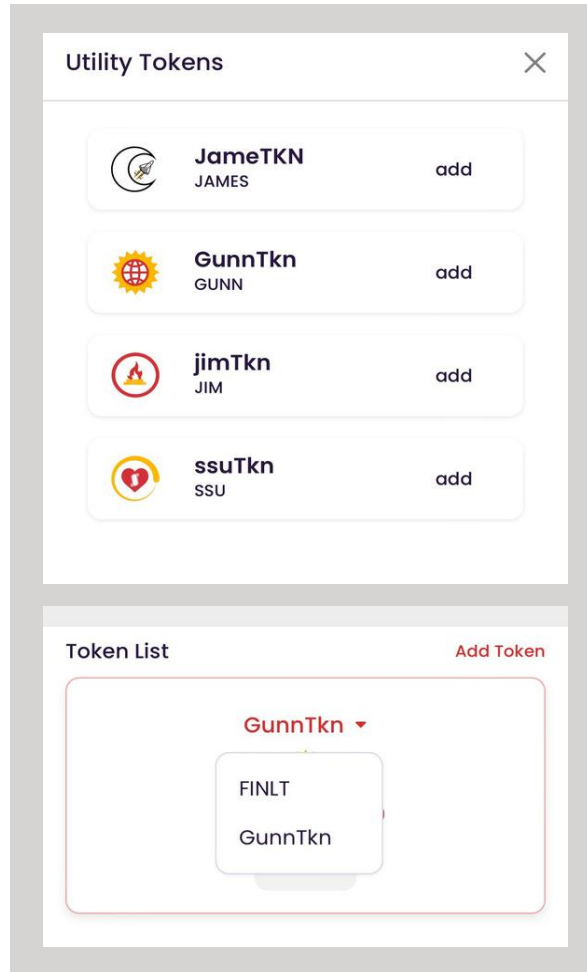 Utility Tokens
JameTKN
JAMES
add
GunnTkn
GUNN
add
jimTkn
JIM
add
ssuTkn
SSU
add
Token List
Add Token
GunnTkn
FINLT
GunnTkn